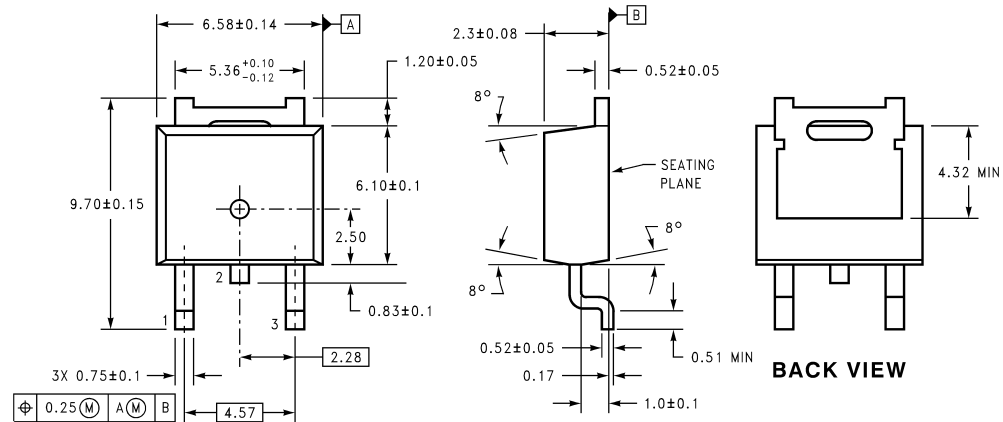 6.58±0.14
A
5.36 +0.10 -0.12
1.20±0.05
9.70±0.15
6.10±0.1
2.50
2
1
3
0.83±0.1
2.28
3X 0.75±0.1
⌖ 0.25 Ⓜ A Ⓜ B
4.57
B
2.3±0.08
0.52±0.05
8°
SEATING
PLANE
8°
8°
0.52±0.05
0.51 MIN
0.17
1.0±0.1
4.32 MIN
BACK VIEW